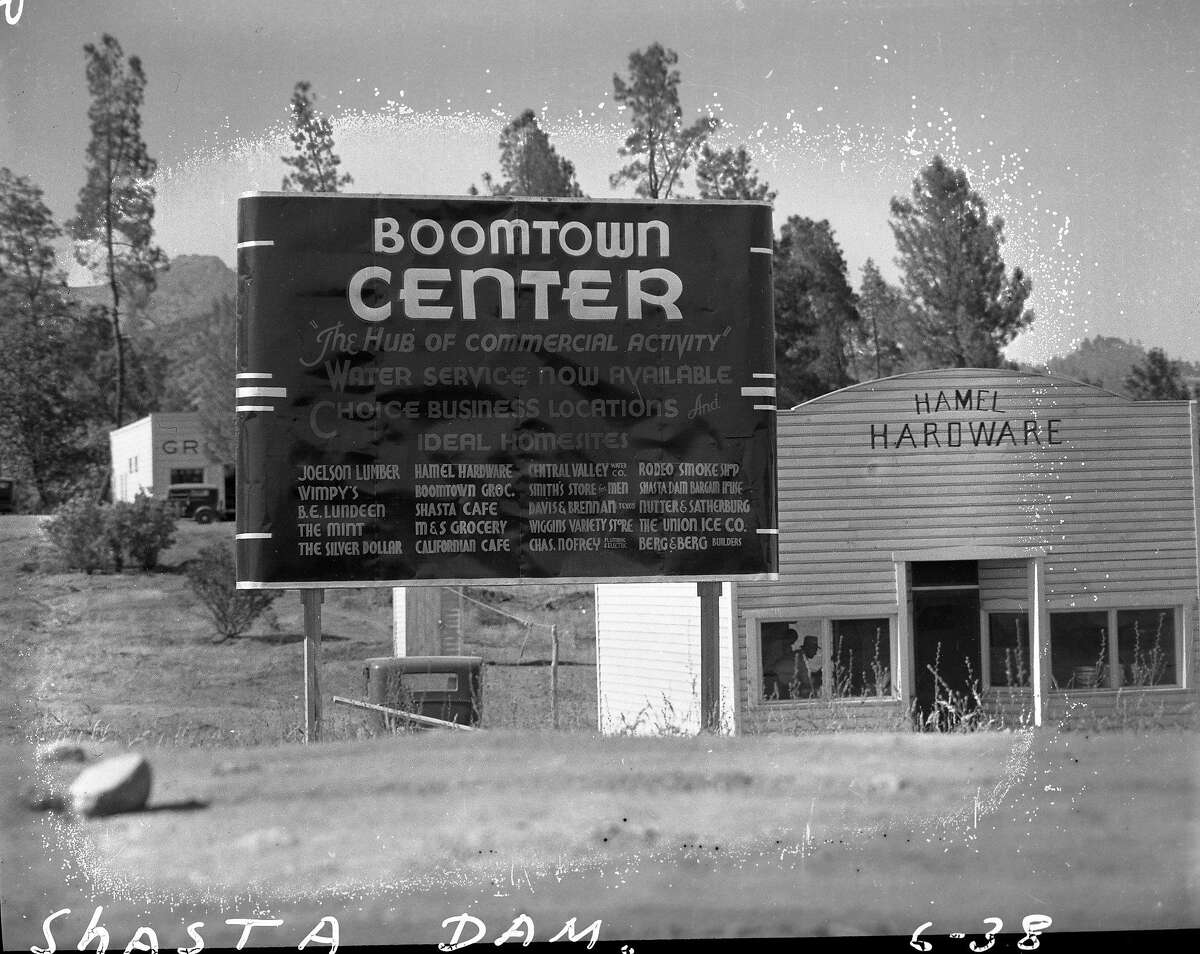 BOOMTOWN
CENTER
"The HUB OF COMMERCIAL ACTIVITY"
WATER SERVICE NOW AVAILABLE
CHOICE BUSINESS LOCATIONS And
IDEAL HOMESITES
JOELSON LUMBER HAMEL HARDWARE CENTRAL VALLEY WATER CO. RODEO SMOKE SHOP
WIMPY'S BOOMTOWN GROC. SMITH'S STORE for MEN SHASTA DAM BARGAIN H'USE
B.E. LUNDEEN SHASTA CAFE DAVIS & BRENNAN TEXACO NUTTER & SATHERBURG
THE MINT M & S GROCERY WIGGINS VARIETY STORE THE UNION ICE CO.
THE SILVER DOLLAR CALIFORNIAN CAFE CHAS. NOFREY PLUMBING & ELECTRIC BERG & BERG BUILDERS
HAMEL
HARDWARE
GR
SHASTA DAM. 6-38